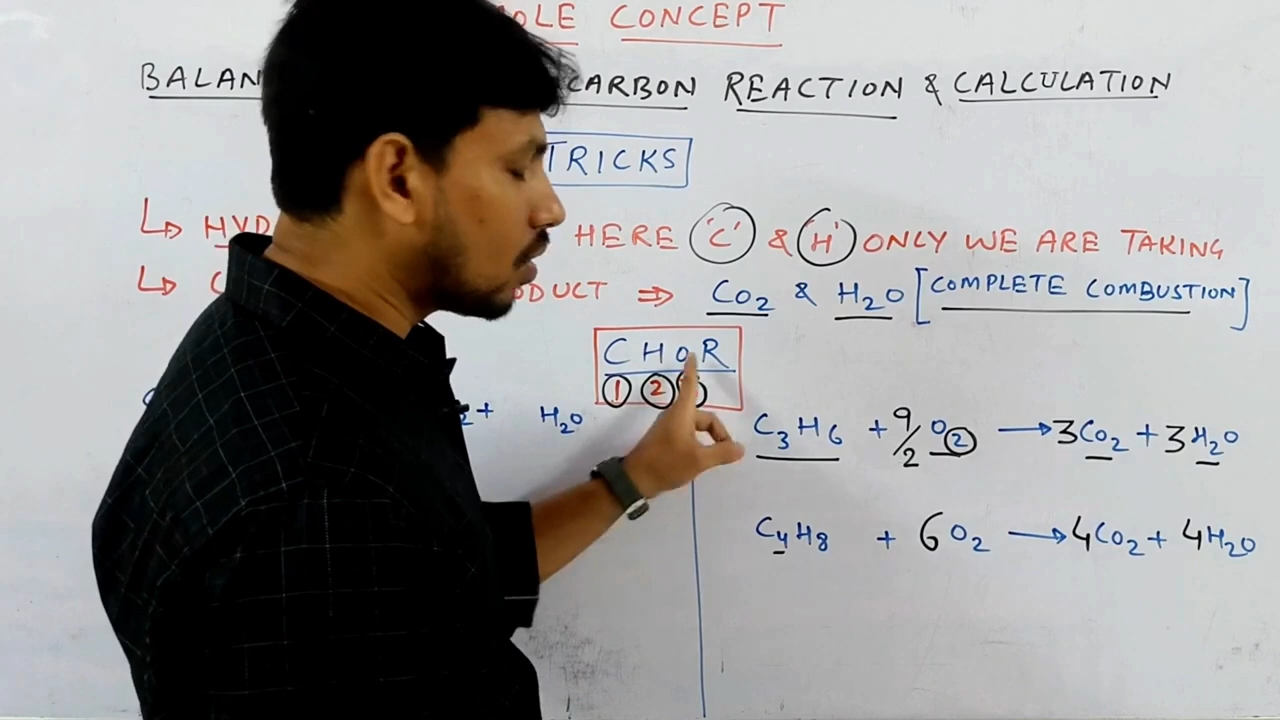 OLE CONCEPT
BALAN CARBON REACTION & CALCULATION
TRICKS
↳ HYD HERE 'C' & 'H' ONLY WE ARE TAKING
↳ C ODUCT ⇒ CO2 & H2O [COMPLETE COMBUSTION]
CHOR
1 2
2 + H2O
C3H6 + 9/2 O2 → 3CO2 + 3H2O
C4H8 + 6O2 → 4CO2 + 4H2O